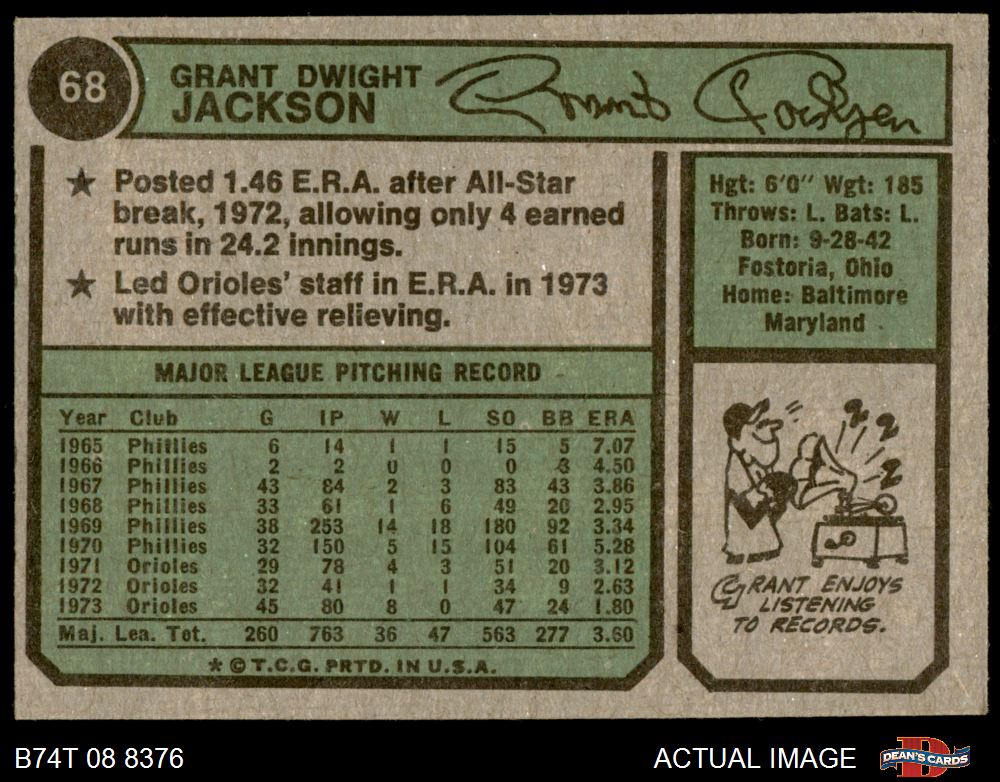 68
GRANT DWIGHT
JACKSON
Grant Jackson
★ Posted 1.46 E.R.A. after All-Star
break, 1972, allowing only 4 earned
runs in 24.2 innings.
★ Led Orioles' staff in E.R.A. in 1973
with effective relieving.
Hgt: 6'0" Wgt: 185
Throws: L. Bats: L.
Born: 9-28-42
Fostoria, Ohio
Home: Baltimore
Maryland
MAJOR LEAGUE PITCHING RECORD
Year Club G IP W L SO BB ERA
1965 Phillies 6 14 1 1 15 5 7.07
1966 Phillies 2 2 0 0 0 3 4.50
1967 Phillies 43 84 2 3 83 43 3.86
1968 Phillies 33 61 1 6 49 20 2.95
1969 Phillies 38 253 14 18 180 92 3.34
1970 Phillies 32 150 5 15 104 61 5.28
1971 Orioles 29 78 4 3 51 20 3.12
1972 Orioles 32 41 1 1 34 9 2.63
1973 Orioles 45 80 8 0 47 24 1.80
Maj. Lea. Tot. 260 763 36 47 563 277 3.60
* © T.C.G. PRTD. IN U.S.A.
GRANT ENJOYS
LISTENING
TO RECORDS.
B74T 08 8376
ACTUAL IMAGE
DEAN'S CARDS